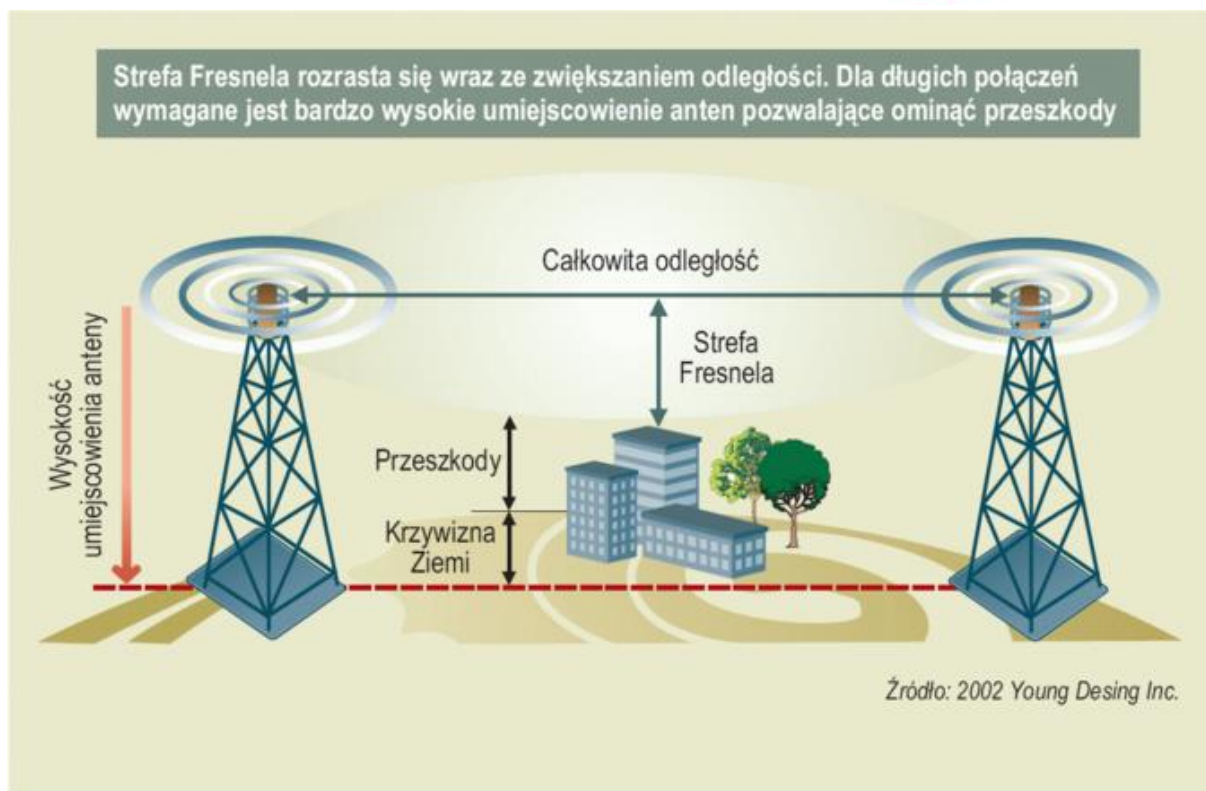 Strefa Fresnela rozrasta się wraz ze zwiększaniem odległości. Dla długich połączeń
wymagane jest bardzo wysokie umiejscowienie anten pozwalające ominąć przeszkody
Całkowita odległość
Strefa
Fresnela
Wysokość
umiejscowienia anteny
Przeszkody
Krzywizna
Ziemi
Źródło: 2002 Young Desing Inc.